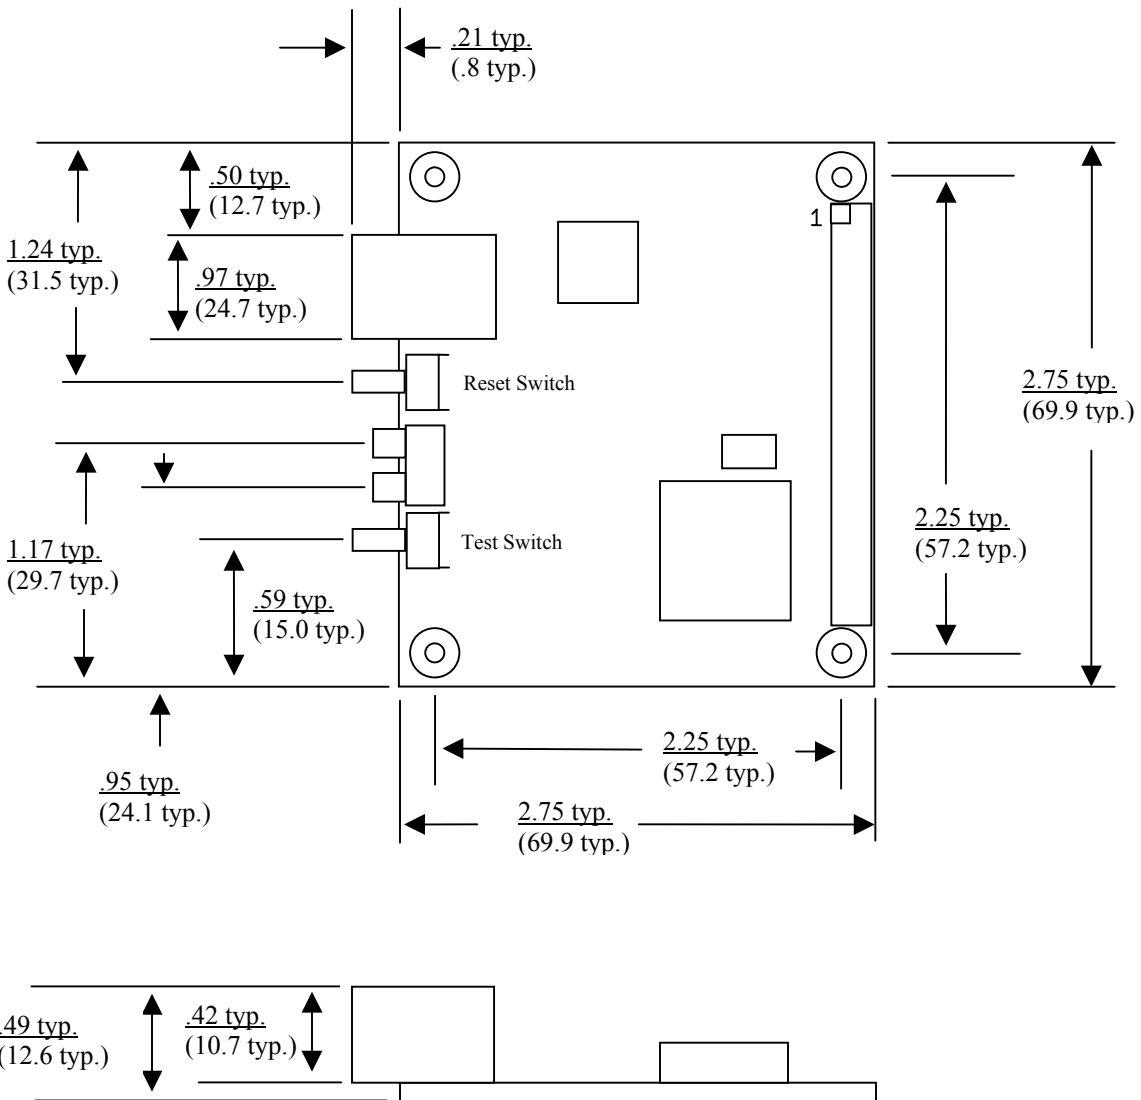 .21 typ.
(.8 typ.)
.50 typ.
(12.7 typ.)
1
1.24 typ.
(31.5 typ.)
.97 typ.
(24.7 typ.)
Reset Switch
2.75 typ.
(69.9 typ.)
2.25 typ.
(57.2 typ.)
1.17 typ.
(29.7 typ.)
Test Switch
.59 typ.
(15.0 typ.)
2.25 typ.
(57.2 typ.)
.95 typ.
(24.1 typ.)
2.75 typ.
(69.9 typ.)
.49 typ.
(12.6 typ.)
.42 typ.
(10.7 typ.)